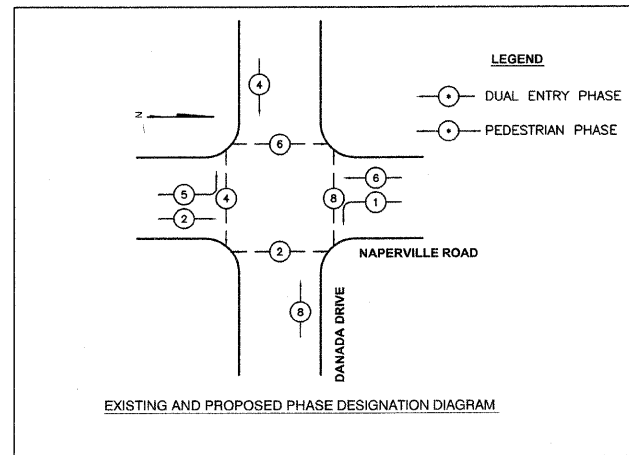 LEGEND
4
* DUAL ENTRY PHASE
N
* PEDESTRIAN PHASE
6
5
4
8
6
2
1
2
NAPERVILLE ROAD
8
DANADA DRIVE
EXISTING AND PROPOSED PHASE DESIGNATION DIAGRAM